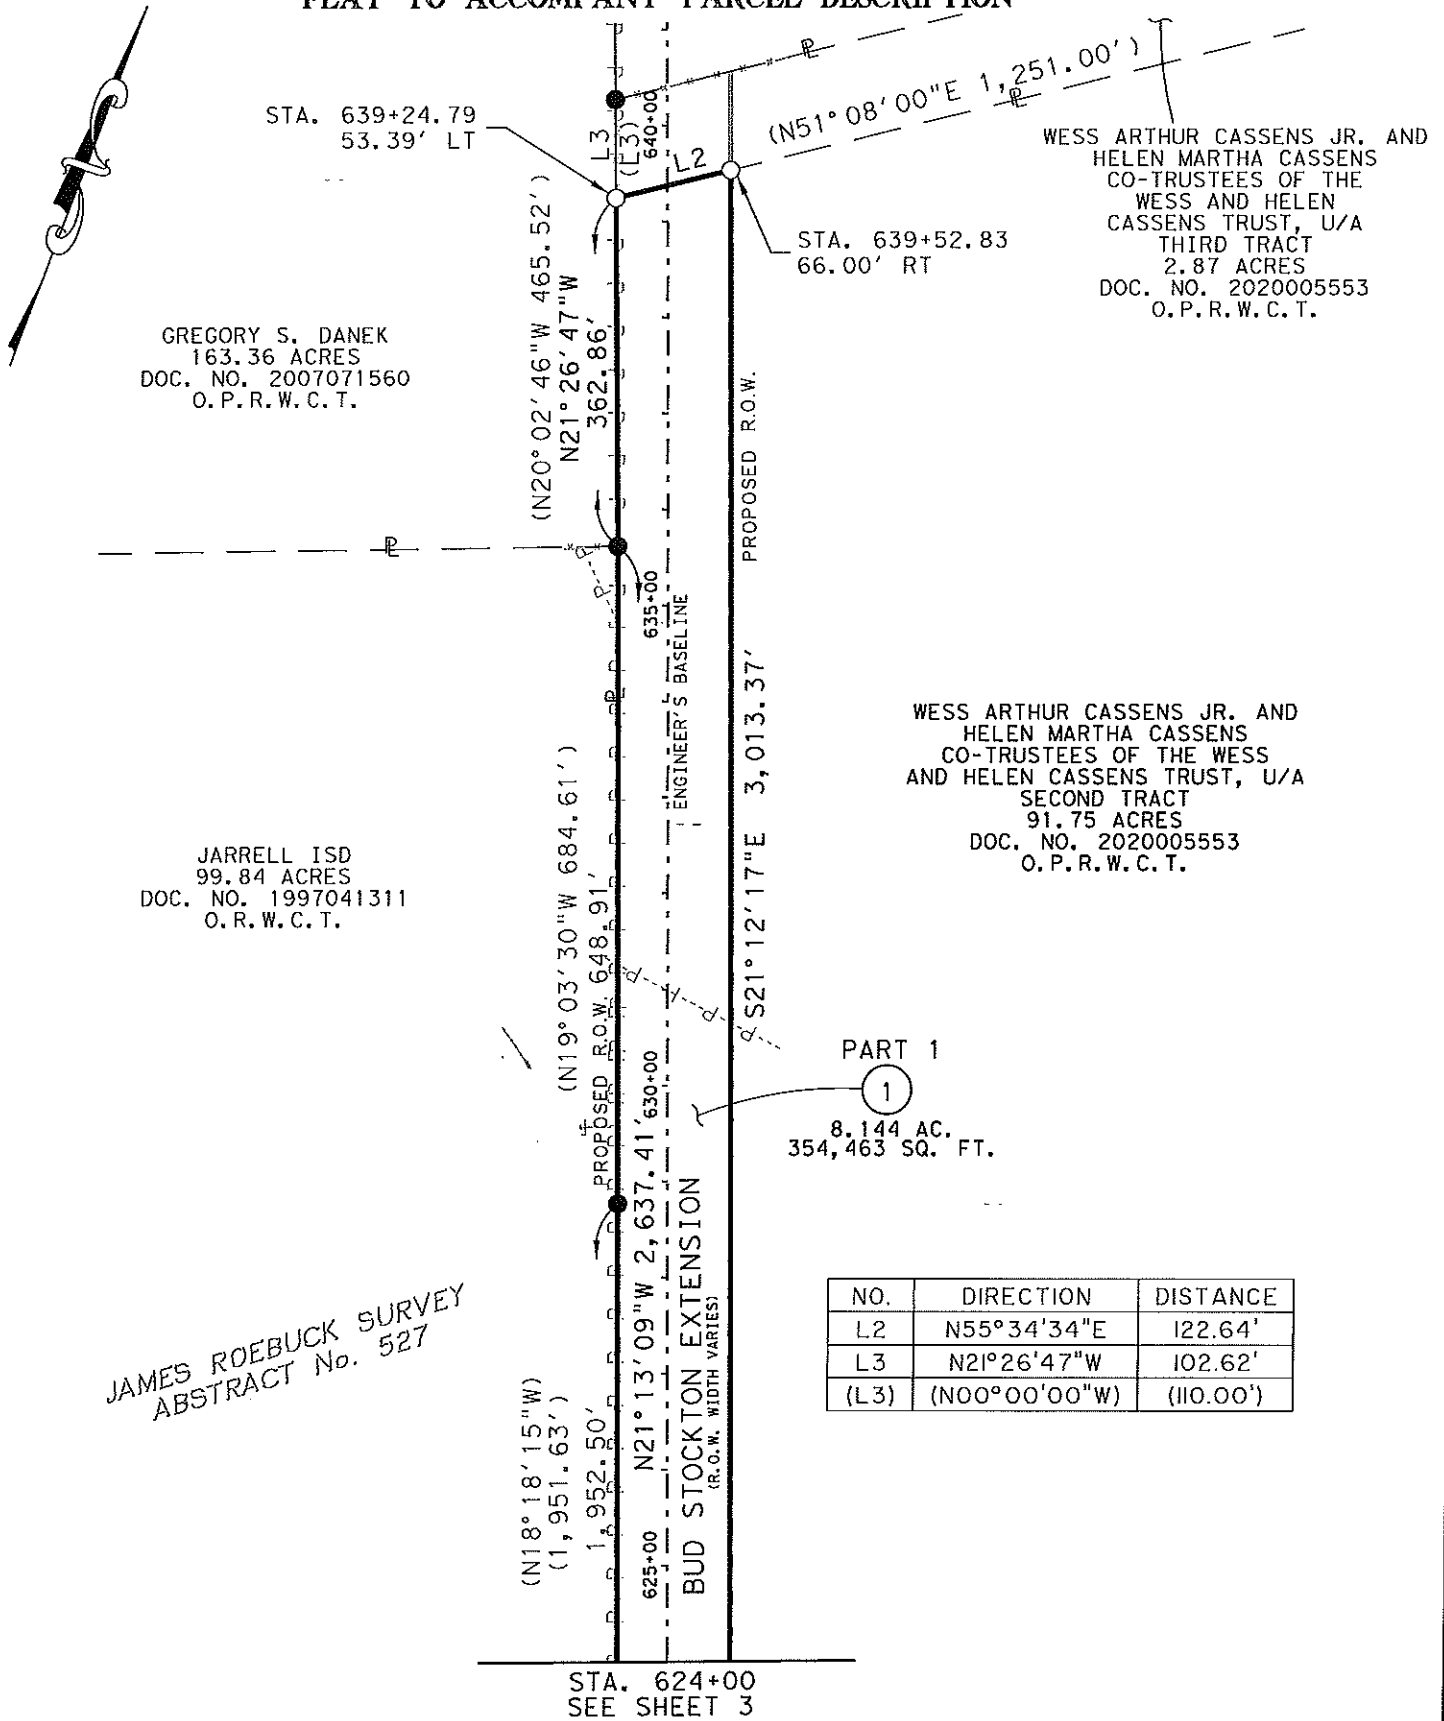 PLAT TO ACCOMPANY PARCEL DESCRIPTION
STA. 639+24.79
53.39' LT
L3
(L3)
640+00
L2
(N51°08'00"E 1,251.00')
STA. 639+52.83
66.00' RT
WESS ARTHUR CASSENS JR. AND
HELEN MARTHA CASSENS
CO-TRUSTEES OF THE
WESS AND HELEN
CASSENS TRUST, U/A
THIRD TRACT
2.87 ACRES
DOC. NO. 2020005553
O.P.R.W.C.T.
GREGORY S. DANEK
163.36 ACRES
DOC. NO. 2007071560
O.P.R.W.C.T.
(N20°02'46"W 465.52')
N21°26'47"W
362.86'
PROPOSED R.O.W.
635+00
ENGINEER'S BASELINE
S21°12'17"E 3,013.37'
WESS ARTHUR CASSENS JR. AND
HELEN MARTHA CASSENS
CO-TRUSTEES OF THE WESS
AND HELEN CASSENS TRUST, U/A
SECOND TRACT
91.75 ACRES
DOC. NO. 2020005553
O.P.R.W.C.T.
JARRELL ISD
99.84 ACRES
DOC. NO. 1997041311
O.R.W.C.T.
(N19°03'30"W 684.61')
648.91'
PROPOSED R.O.W.
630+00
PART 1
1
8.144 AC.
354,463 SQ. FT.
N21°13'09"W 2,637.41'
BUD STOCKTON EXTENSION
(R.O.W. WIDTH VARIES)
JAMES ROEBUCK SURVEY
ABSTRACT No. 527
(N18°18'15"W)
(1,951.63')
1,952.50'
625+00
NO. DIRECTION DISTANCE
L2 N55°34'34"E 122.64'
L3 N21°26'47"W 102.62'
(L3) (N00°00'00"W) (110.00')
STA. 624+00
SEE SHEET 3